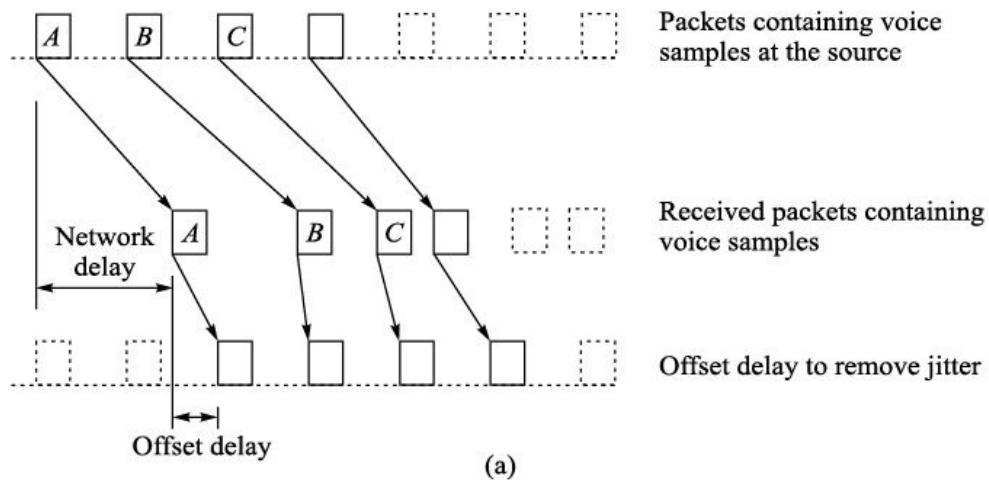 A B C
Packets containing voice
samples at the source
A B C
Received packets containing
voice samples
Network
delay
Offset delay to remove jitter
Offset delay
(a)